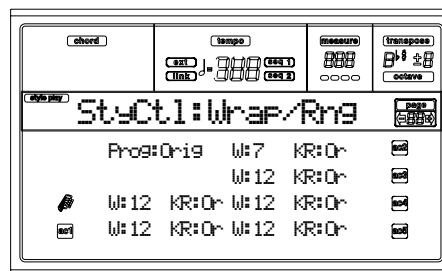 chord tempo measure transpose
ext seq 1
link seq 2
octave
style play page
StyCtl:Wrap/Rng
Prog:Orig W:7 KR:Or ac2
W:12 KR:Or ac3
W:12 KR:Or W:12 KR:Or ac4
ac1 W:12 KR:Or W:12 KR:Or ac5